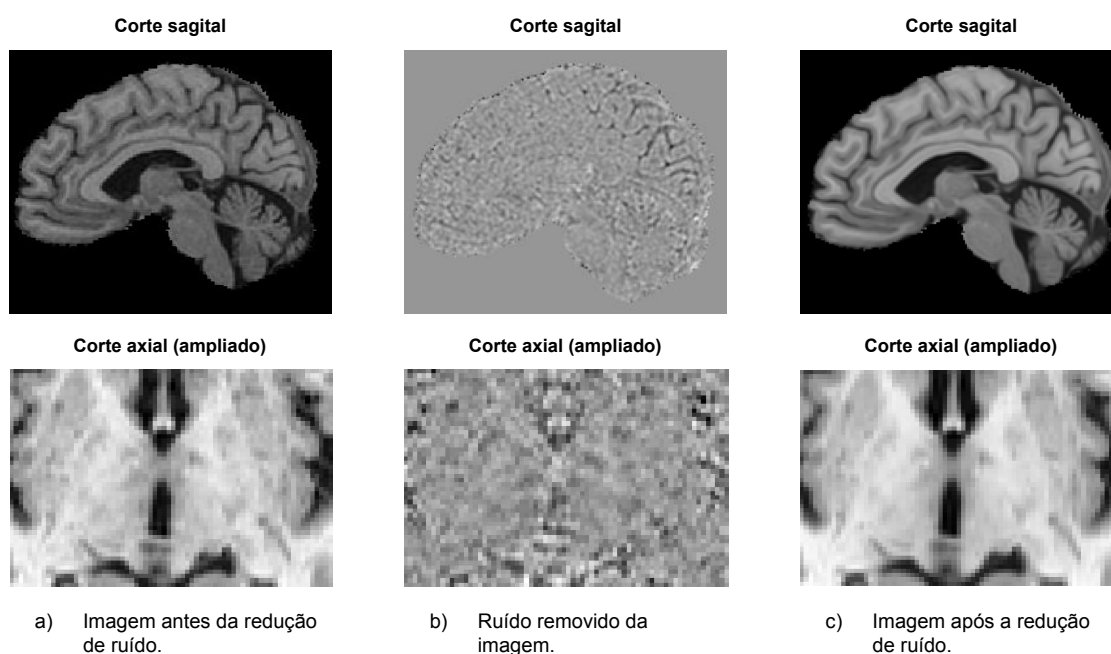 Corte sagital
Corte sagital
Corte sagital
Corte axial (ampliado)
Corte axial (ampliado)
Corte axial (ampliado)
a) Imagem antes da redução
de ruído.
b) Ruído removido da
imagem.
c) Imagem após a redução
de ruído.